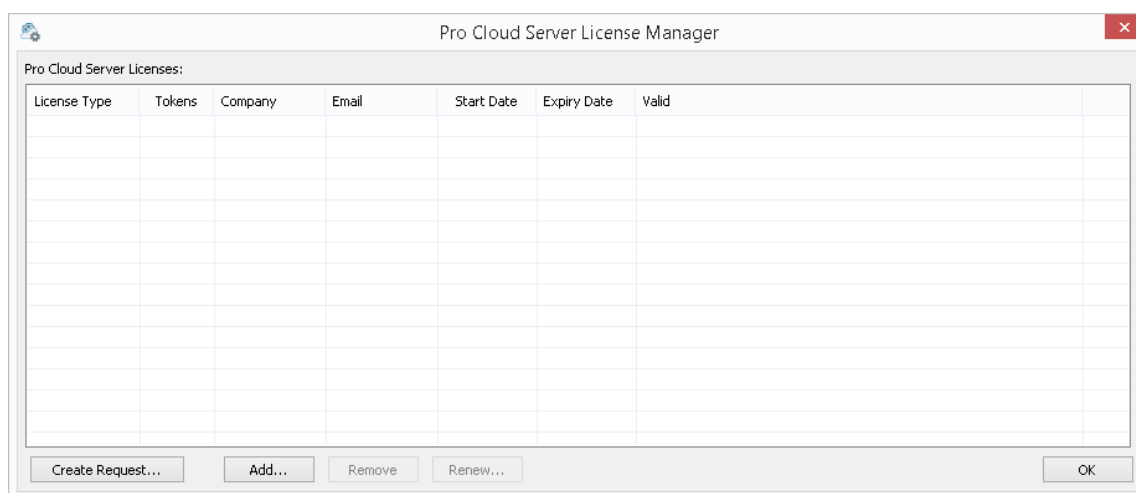 Pro Cloud Server License Manager
Pro Cloud Server Licenses:
License Type Tokens Company Email Start Date Expiry Date Valid
Create Request... Add... Remove Renew... OK